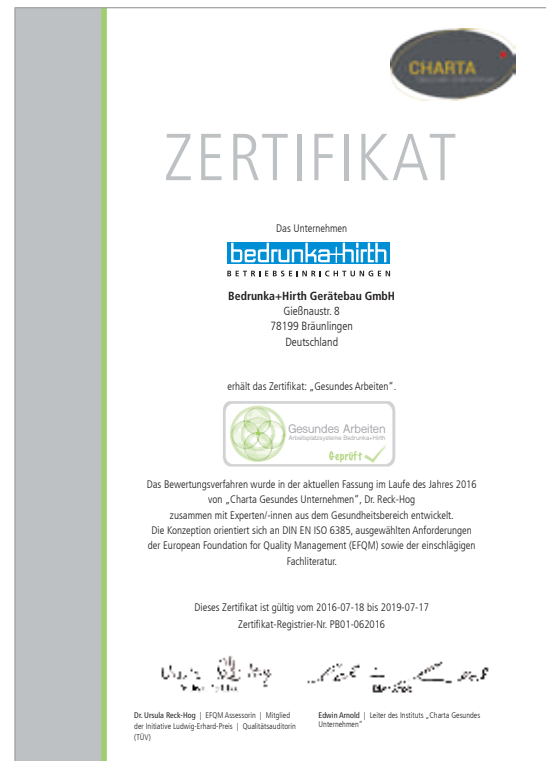 CHARTA
ZERTIFIKAT
Das Unternehmen
bedrunka+hirth
BETRIEBSEINRICHTUNGEN
Bedrunka+Hirth Gerätebau GmbH
Gießnaustr. 8
78199 Bräunlingen
Deutschland
erhält das Zertifikat: „Gesundes Arbeiten“.
Gesundes Arbeiten
Arbeitsplatzsysteme Bedrunka+Hirth
Geprüft
Das Bewertungsverfahren wurde in der aktuellen Fassung im Laufe des Jahres 2016
von „Charta Gesundes Unternehmen“, Dr. Reck-Hog
zusammen mit Experten/-innen aus dem Gesundheitsbereich entwickelt.
Die Konzeption orientiert sich an DIN EN ISO 6385, ausgewählten Anforderungen
der European Foundation for Quality Management (EFQM) sowie der einschlägigen
Fachliteratur.
Dieses Zertifikat ist gültig vom 2016-07-18 bis 2019-07-17
Zertifikat-Registrier-Nr. PB01-062016
Dr. Ursula Reck-Hog | EFQM Assessorin | Mitglied
der Initiative Ludwig-Erhard-Preis | Qualitätsauditorin
(TÜV)
Edwin Arnold | Leiter des Instituts „Charta Gesundes
Unternehmen“